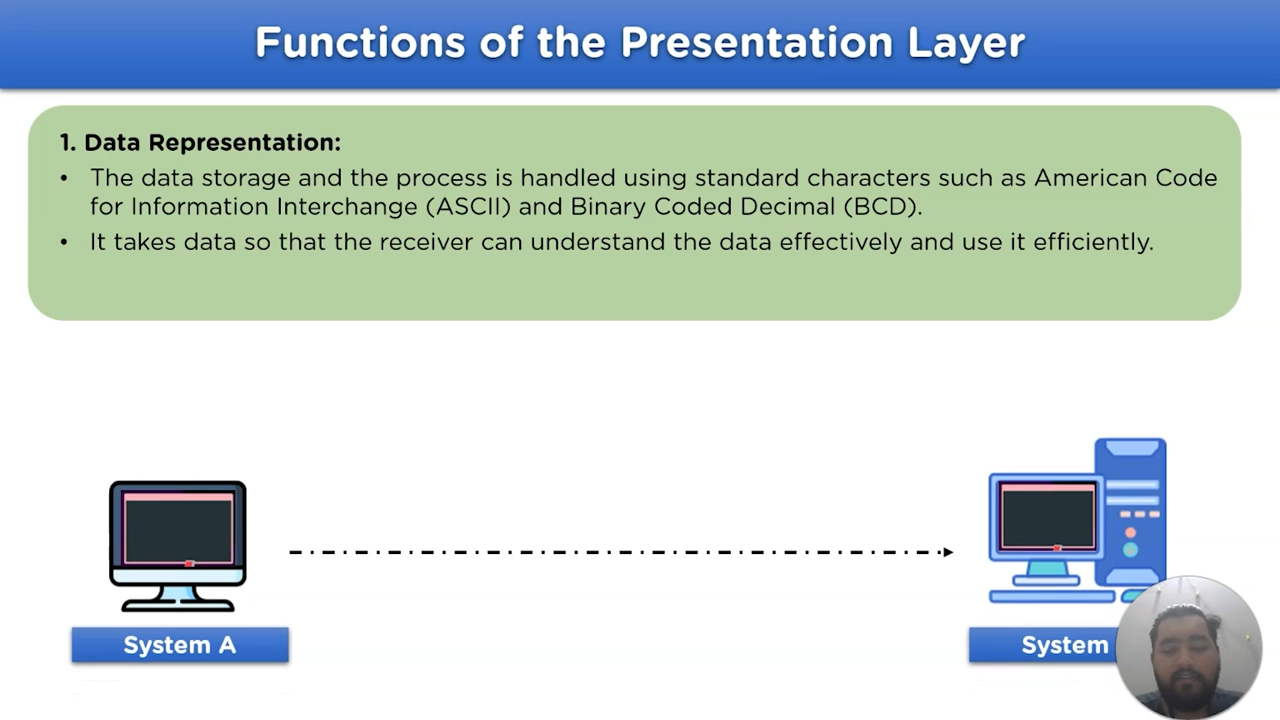 Functions of the Presentation Layer
1. Data Representation:
• The data storage and the process is handled using standard characters such as American Code
for Information Interchange (ASCII) and Binary Coded Decimal (BCD).
• It takes data so that the receiver can understand the data effectively and use it efficiently.
System A
System